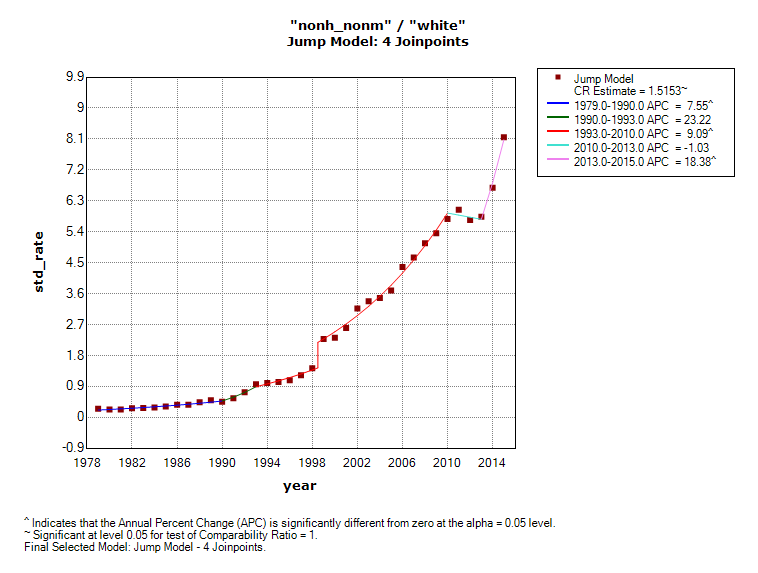 "nonh_nonm" / "white"
Jump Model: 4 Joinpoints
9.9
9
8.1
7.2
6.3
5.4
4.5
3.6
2.7
1.8
0.9
0
-0.9
std_rate
1978 1982 1986 1990 1994 1998 2002 2006 2010 2014
year
Jump Model
CR Estimate = 1.5153~
1979.0-1990.0 APC = 7.55^
1990.0-1993.0 APC = 23.22
1993.0-2010.0 APC = 9.09^
2010.0-2013.0 APC = -1.03
2013.0-2015.0 APC = 18.38^
^ Indicates that the Annual Percent Change (APC) is significantly different from zero at the alpha = 0.05 level.
~ Significant at level 0.05 for test of Comparability Ratio = 1.
Final Selected Model: Jump Model - 4 Joinpoints.